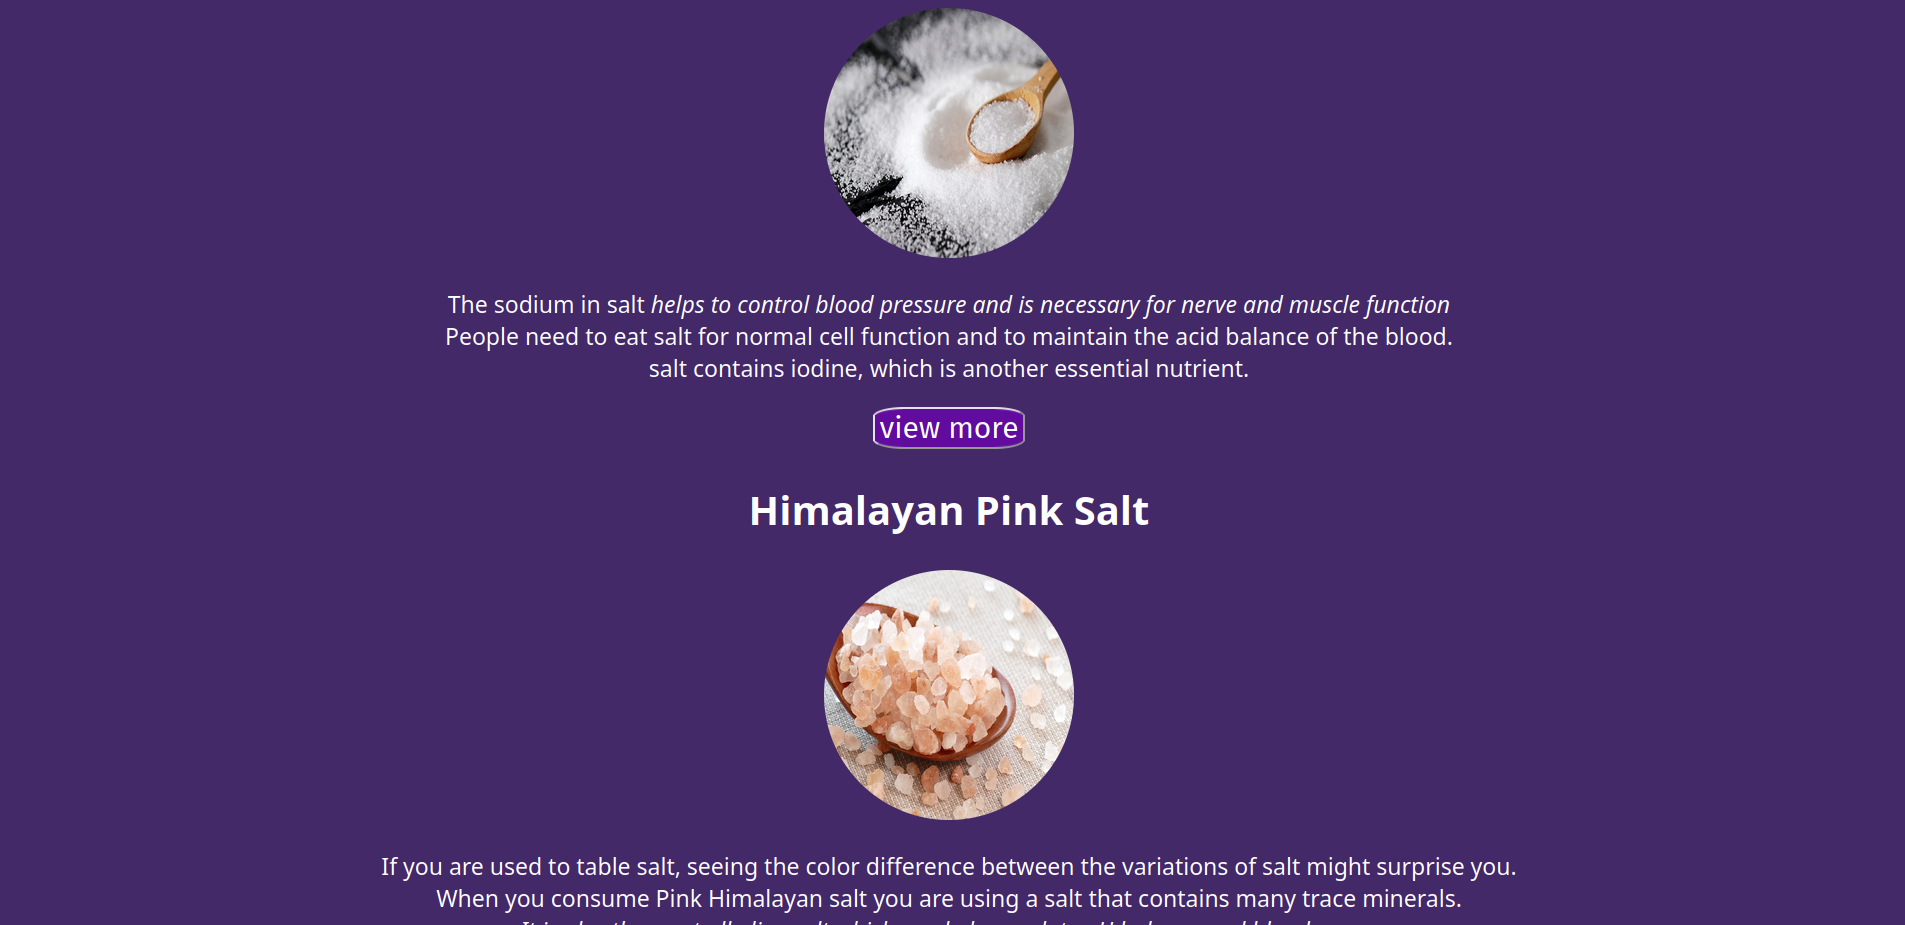 The sodium in salt helps to control blood pressure and is necessary for nerve and muscle function
People need to eat salt for normal cell function and to maintain the acid balance of the blood.
salt contains iodine, which is another essential nutrient.
view more
Himalayan Pink Salt
If you are used to table salt, seeing the color difference between the variations of salt might surprise you.
When you consume Pink Himalayan salt you are using a salt that contains many trace minerals.